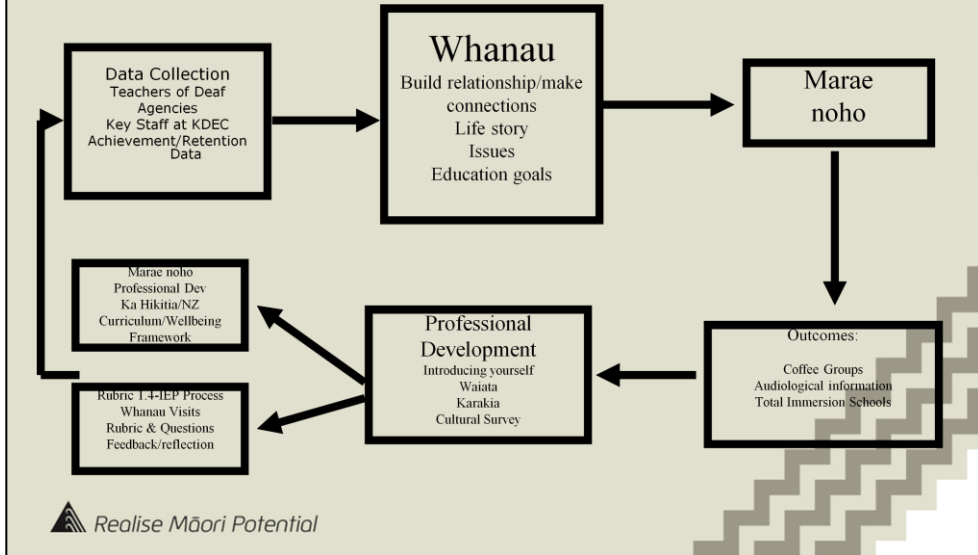 Data Collection
Teachers of Deaf
Agencies
Key Staff at KDEC
Achievement/Retention
Data
Whanau
Build relationship/make
connections
Life story
Issues
Education goals
Marae
noho
Outcomes:
Coffee Groups
Audiological information
Total Immersion Schools
Professional
Development
Introducing yourself
Waiata
Karakia
Cultural Survey
Marae noho
Professional Dev
Ka Hikitia/NZ
Curriculum/Wellbeing
Framework
Rubric 1.4-IEP Process
Whanau Visits
Rubric & Questions
Feedback/reflection
Realise Māori Potential